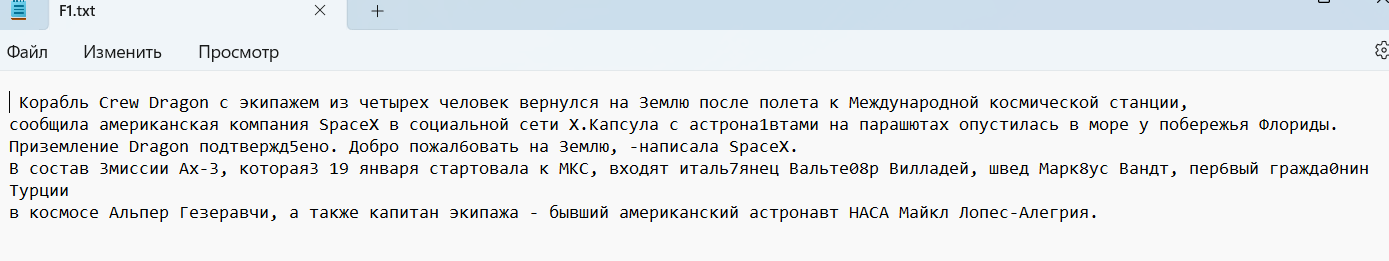 F1.txt
Файл Изменить Просмотр
Корабль Crew Dragon с экипажем из четырех человек вернулся на Землю после полета к Международной космической станции,
сообщила американская компания SpaceX в социальной сети X.Капсула с астрона1втами на парашютах опустилась в море у побережья Флориды.
Приземление Dragon подтвержд5ено. Добро пожал6овать на Землю, -написала SpaceX.
В состав 3миссии Ax-3, которая3 19 января стартовала к МКС, входят италь7янец Вальте08р Вилладей, швед Марк8ус Вандт, пер6вый гражда0нин
Турции
в космосе Альпер Гезеравчи, а также капитан экипажа - бывший американский астронавт НАСА Майкл Лопес-Алегрия.